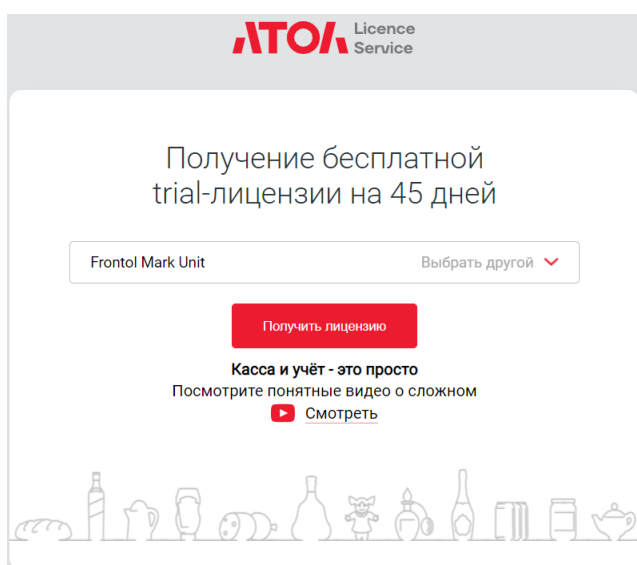 АТОЛ Licence
Service
Получение бесплатной
trial-лицензии на 45 дней
Frontol Mark Unit Выбрать другой
Получить лицензию
Касса и учёт - это просто
Посмотрите понятные видео о сложном
Смотреть